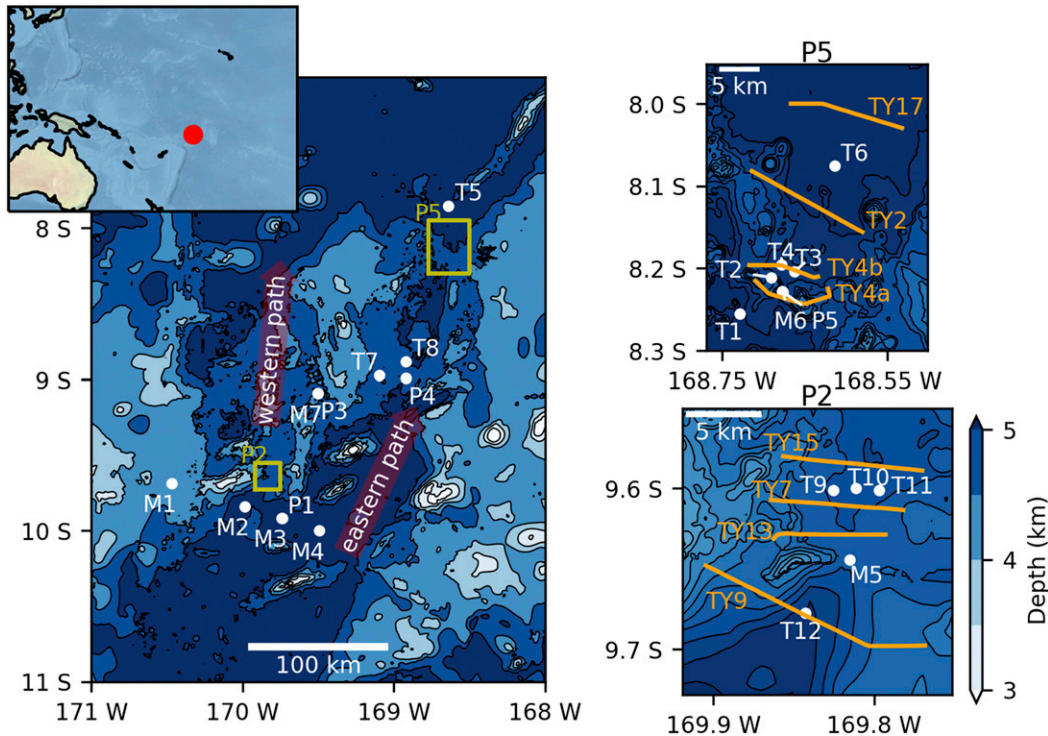 P5
5 km
8.0 S
TY17
T6
8.1 S
TY2
T4
T3
8.2 S
T2
TY4b
TY4a
M6
P5
T1
8.3 S
168.75 W
168.55 W
T5
P5
8 S
western path
T8
T7
9 S
P4
M7
P3
P2
M1
P1
M2
M3
M4
10 S
eastern path
100 km
11 S
171 W
170 W
169 W
168 W
P2
5 km
TY15
9.6 S
T9
T10
T11
TY7
TY13
M5
TY9
T12
9.7 S
169.9 W
169.8 W
5
4
3
Depth (km)